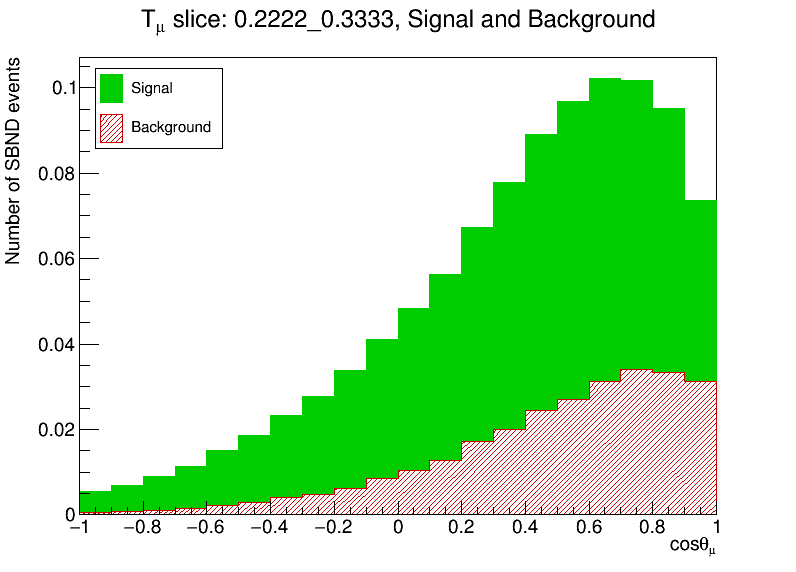 T_μ slice: 0.2222_0.3333, Signal and Background
Number of SBND events
0.1
0.08
0.06
0.04
0.02
0
Signal
Background
−1 −0.8 −0.6 −0.4 −0.2 0 0.2 0.4 0.6 0.8 1
cosθ_μ